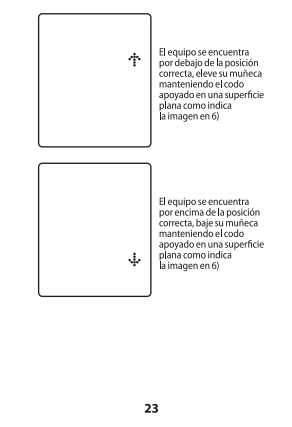 El equipo se encuentra
por debajo de la posición
correcta, eleve su muñeca
manteniendo el codo
apoyado en una superficie
plana como indica
la imagen en 6)
El equipo se encuentra
por encima de la posición
correcta, baje su muñeca
manteniendo el codo
apoyado en una superficie
plana como indica
la imagen en 6)
23